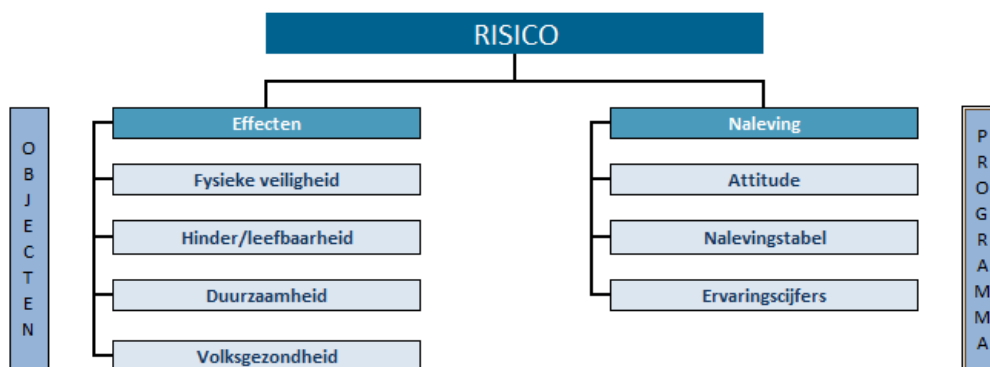 RISICO
OBJECTEN
Effecten
Fysieke veiligheid
Hinder/leefbaarheid
Duurzaamheid
Volksgezondheid
Naleving
Attitude
Nalevingstabel
Ervaringscijfers
PROGRAMMA